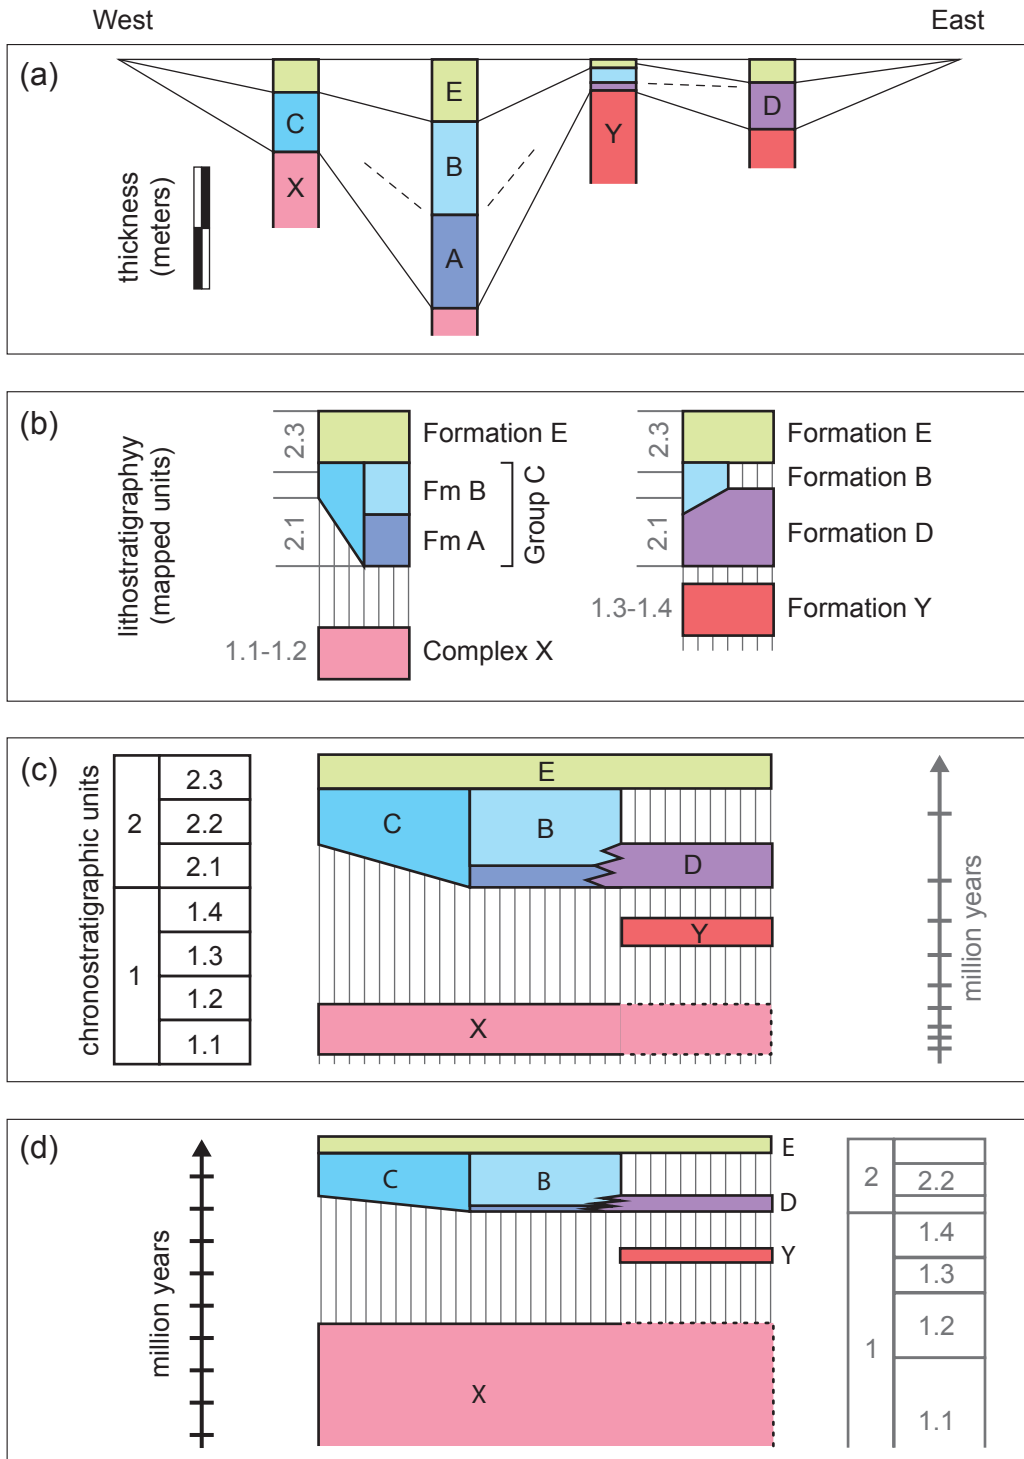 West
East
(a)
E
C
D
B
Y
X
A
thickness
(meters)
(b)
lithostratigraphyy
(mapped units)
2.3
Formation E
Fm B
Group C
2.1
Fm A
1.1-1.2
Complex X
2.3
Formation E
Formation B
2.1
Formation D
1.3-1.4
Formation Y
(c)
chronostratigraphic units
2
2.3
2.2
2.1
1
1.4
1.3
1.2
1.1
E
C
B
D
Y
X
million years
(d)
million years
E
C
B
D
Y
X
2
2.2
1
1.4
1.3
1.2
1.1